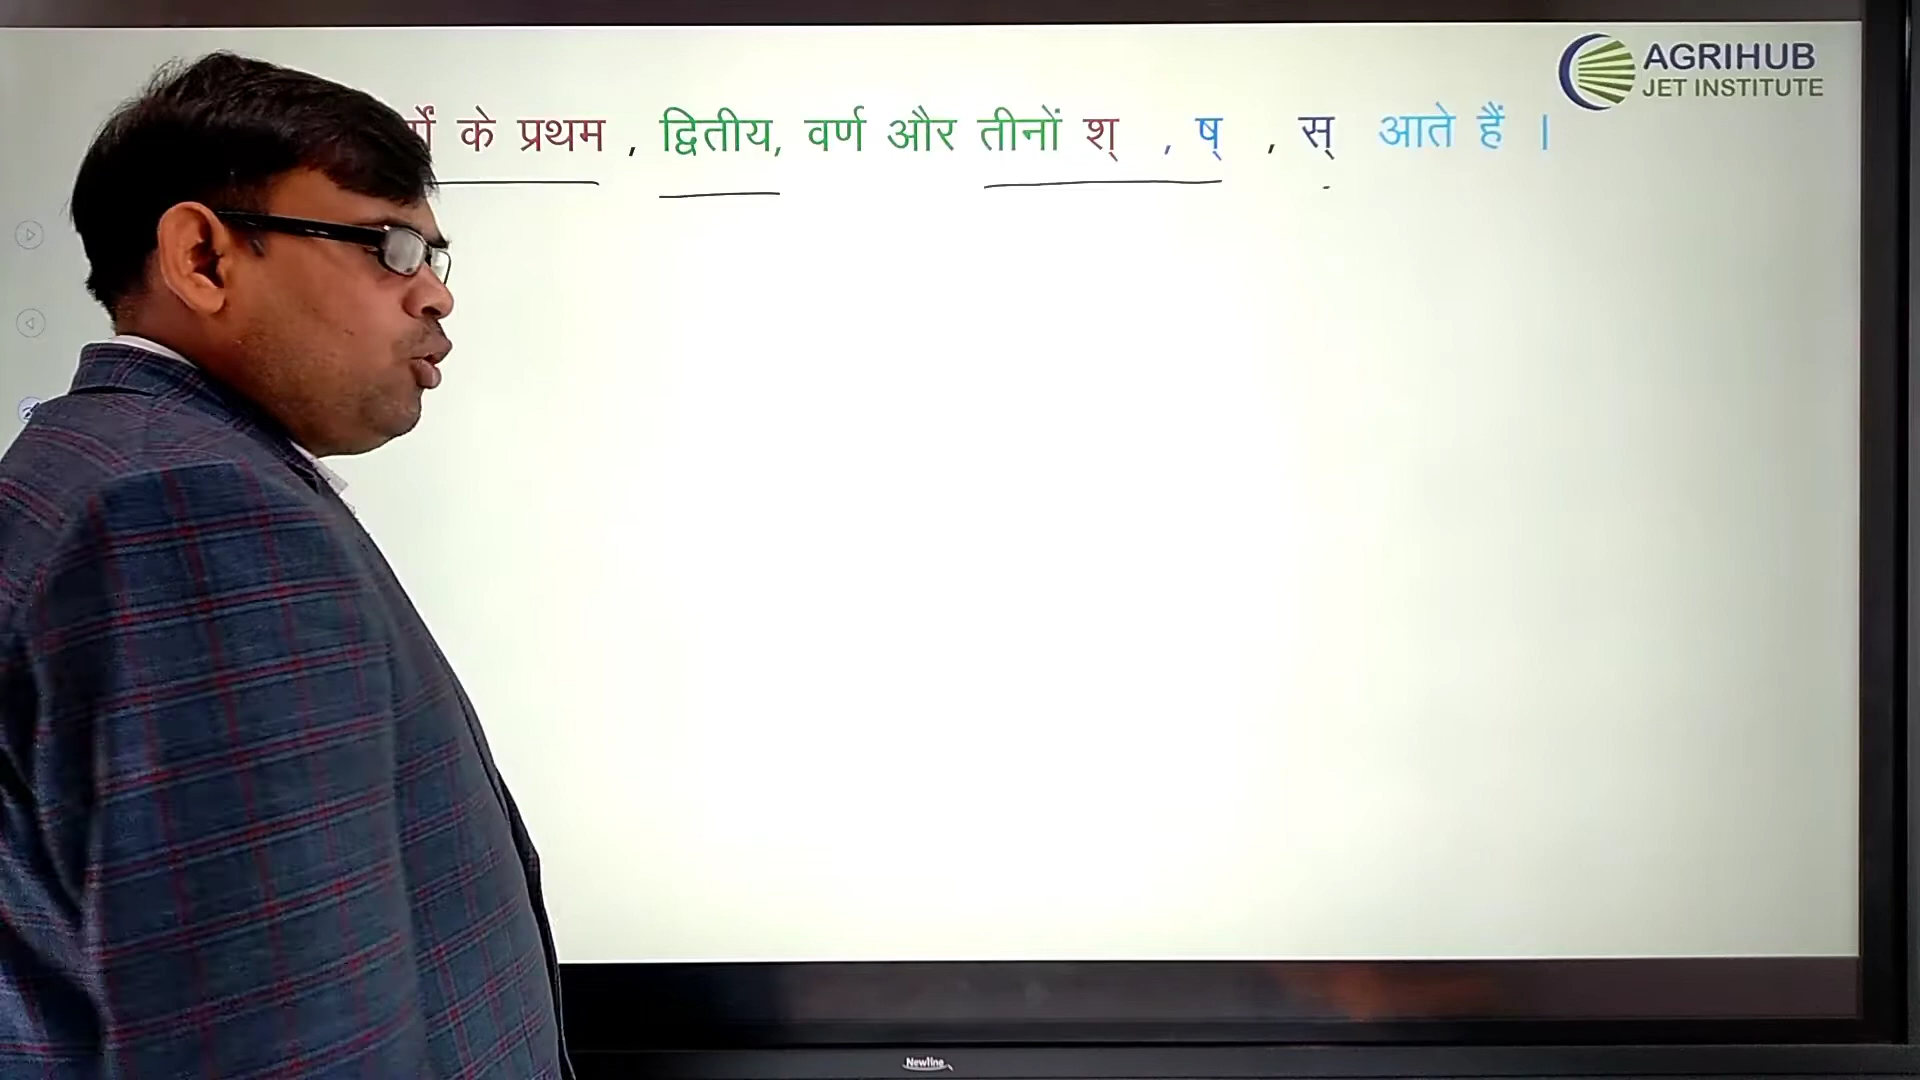 AGRIHUB
JET INSTITUTE
के प्रथम , द्वितीय, वर्ण और तीनों श् , ष् , स् आते हैं ।
Newline